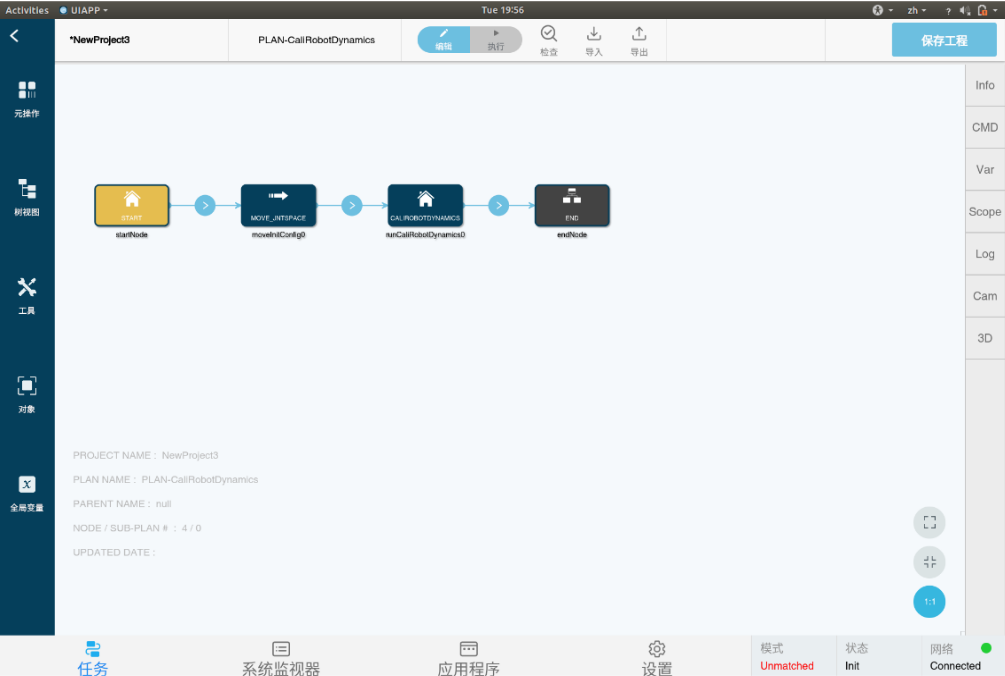 Activities UIAPP Tue 19:56 zh ?
*NewProject3 PLAN-CaliRobotDynamics 编辑 执行 检查 导入 导出 保存工程
元操作
树视图
工具
对象
x
全局变量
Info
CMD
Var
Scope
Log
Cam
3D
START MOVE_JNTSPACE CALIROBOTDYNAMICS END
startNode moveInitConfig0 runCaliRobotDynamics0 endNode
PROJECT NAME : NewProject3
PLAN NAME : PLAN-CaliRobotDynamics
PARENT NAME : null
NODE / SUB-PLAN # : 4 / 0
UPDATED DATE :
1:1
任务 系统监视器 应用程序 设置
模式 状态 网络
Unmatched Init Connected